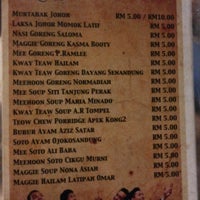 Murtabak Johor RM 5.00 / RM10.00
Laksa Johor Momok Latif RM 5.00
Nasi Goreng Saloma RM 5.00
Maggie Goreng Kasma Booty RM 5.00
Mee Goreng P.Ramlee RM 5.00
Kway Teaw Hailam RM 5.00
Kway Teaw Goreng Bayang Senandung RM 5.00
Meehoon Goreng Normadiah RM 5.00
Mee Soup Siti Tanjung Perak RM 5.00
Meehoon Soup Maria Menado RM 5.00
Kway Teaw Soup A.R Tompel RM 5.00
Teow Chew Porridge Apek Kong2 RM 5.00
Bubur Ayam Aziz Satar RM 5.00
Soto Ayam Ojokosandung RM 5.00
Mee Soto Ali Baba RM 5.00
Meehoon Soto Cikgu Murni RM 5.00
Maggie Soup Nona Asiah RM 5.00
Maggie Hailam Latipah Omar RM 5.00